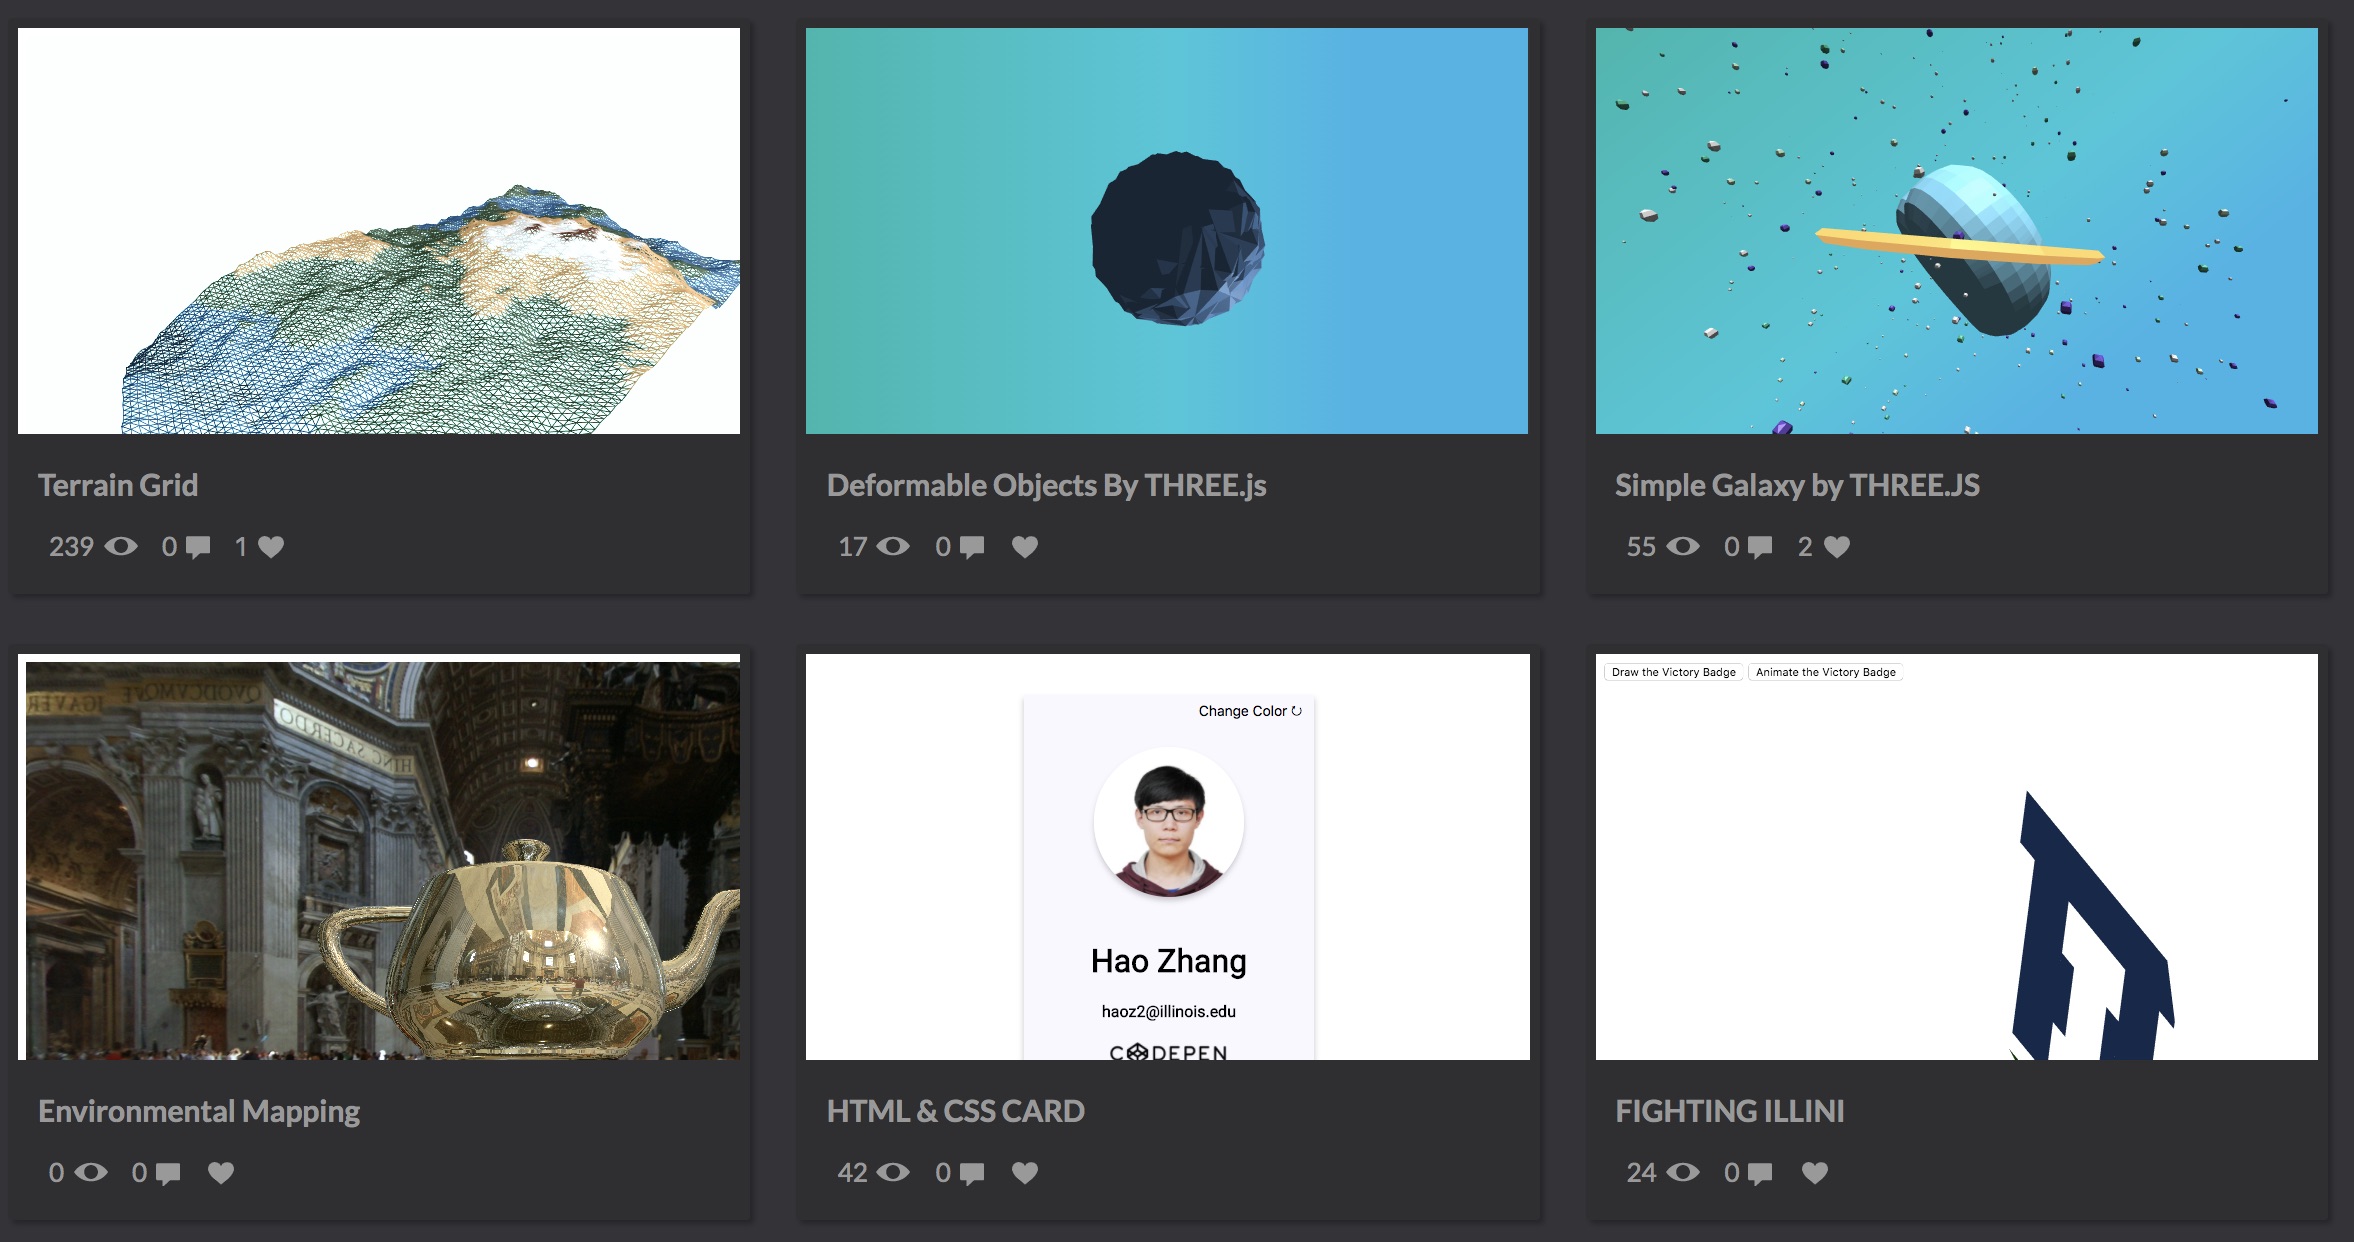 Terrain Grid
239 0 1
Deformable Objects By THREE.js
17 0
Simple Galaxy by THREE.JS
55 0 2
HINC SACERDO
Environmental Mapping
0 0
Change Color
Hao Zhang
haoz2@illinois.edu
CODEPEN
HTML & CSS CARD
42 0
Draw the Victory Badge Animate the Victory Badge
FIGHTING ILLINI
24 0